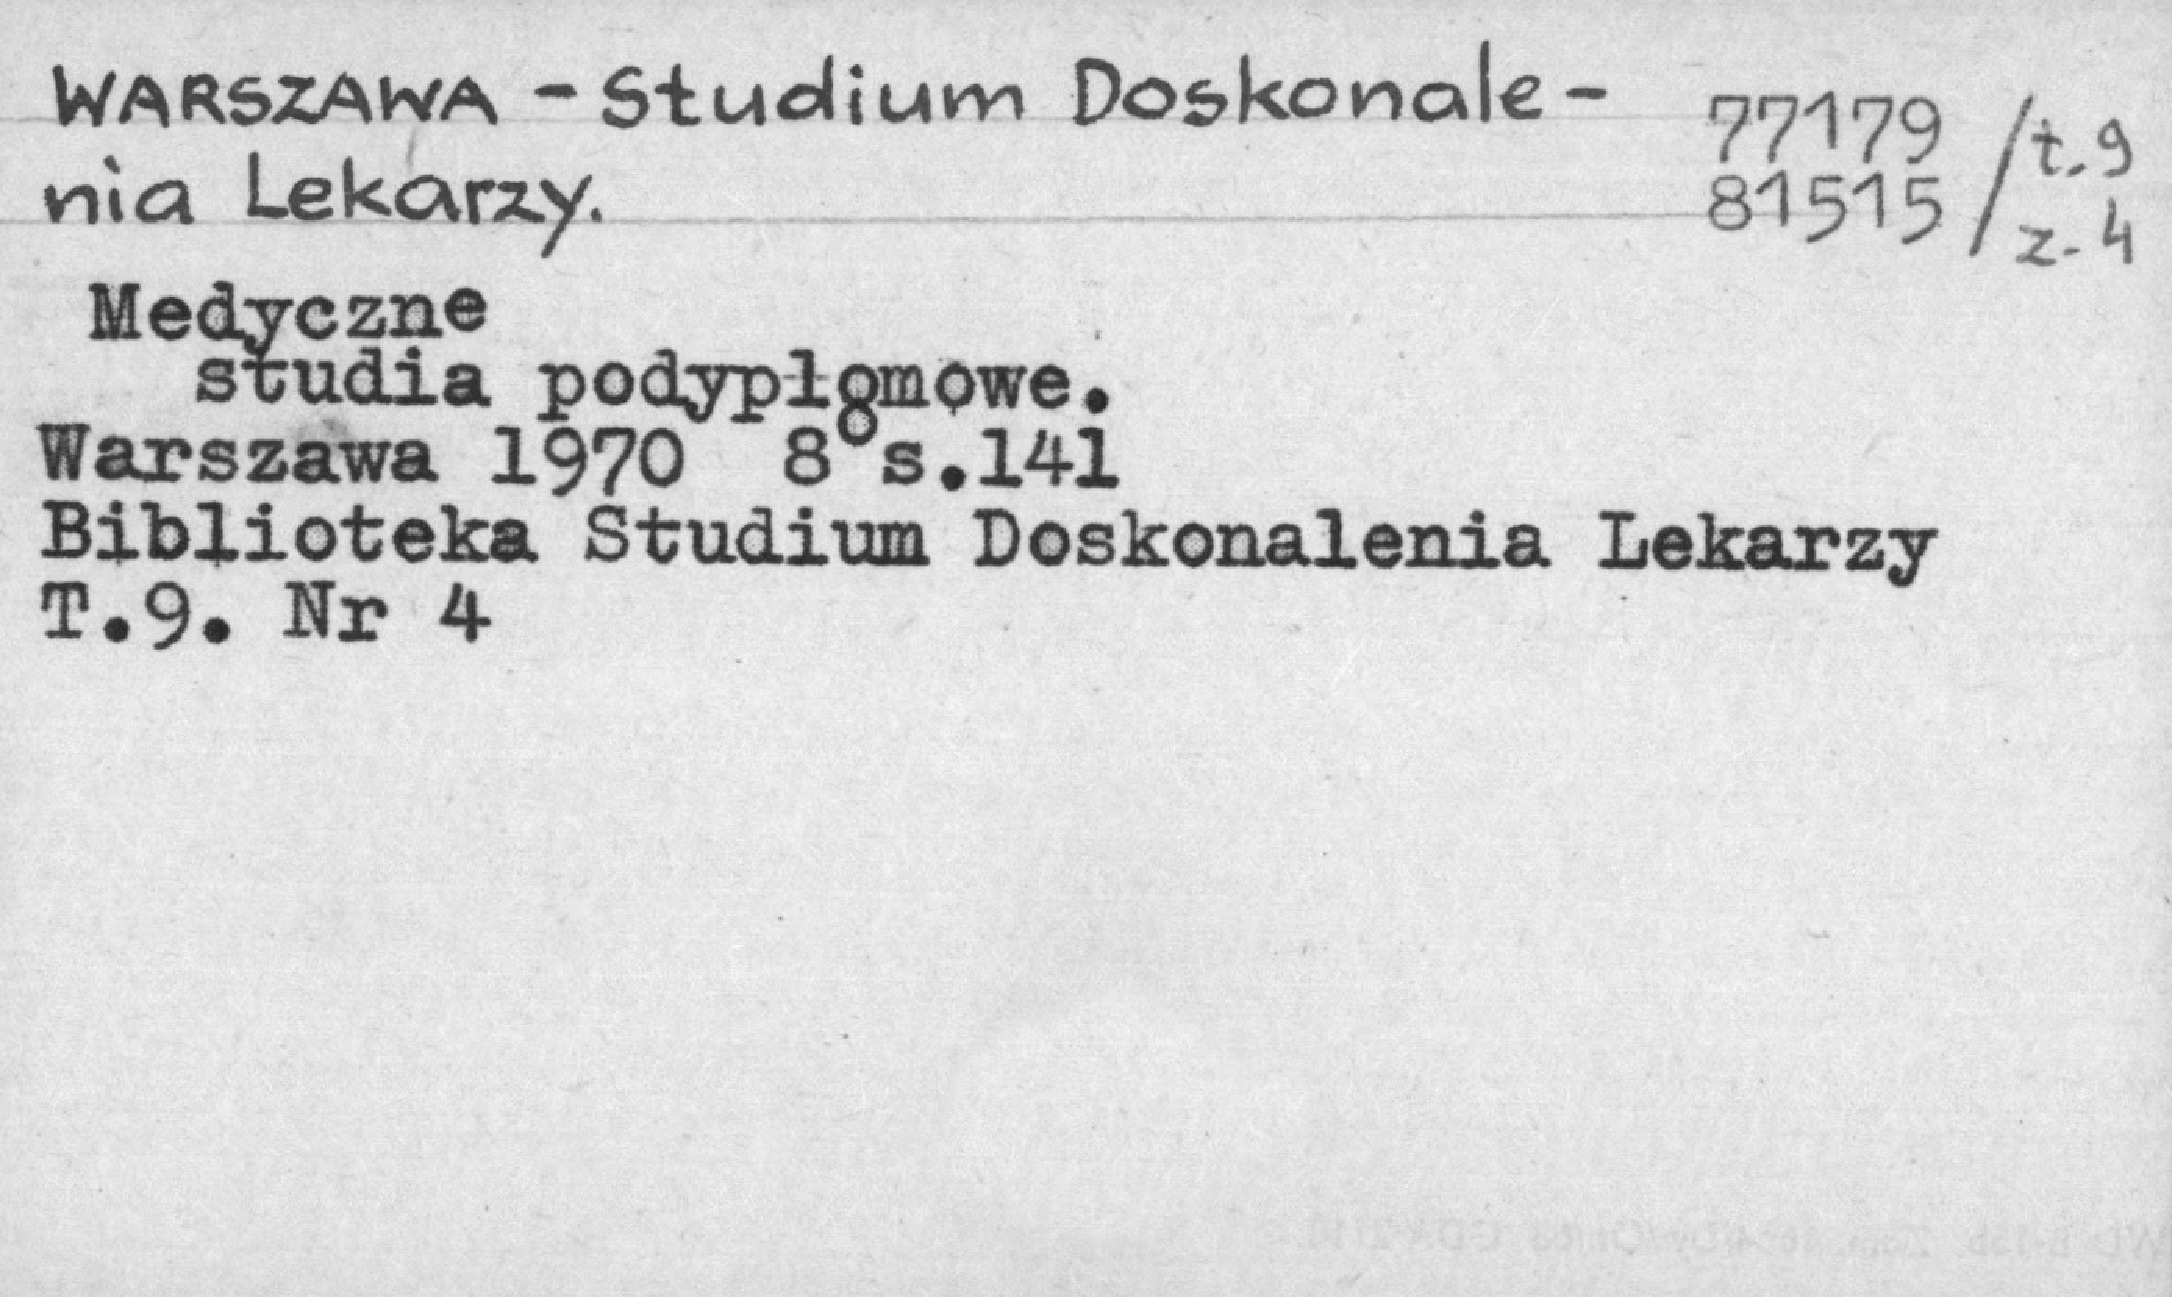 WARSZAWA - Studium Doskonale-
nia Lekarzy.
77179 / t.9
81515 / z.4
Medyczne
studia podypłomowe.
Warszawa 1970 8° s.141
Biblioteka Studium Doskonalenia Lekarzy
T.9. Nr 4